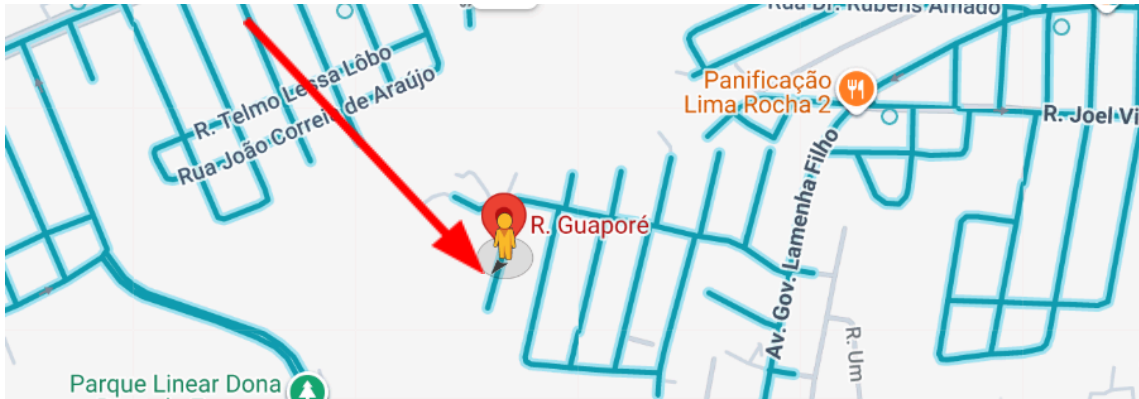 Rua Dr. Rubens Amado
R. Telmo Lessa Lôbo
Rua João Correia de Araújo
Panificação
Lima Rocha 2
R. Joel Vi
Av. Gov. Lamenha Filho
R. Guaporé
R. Um
Parque Linear Dona